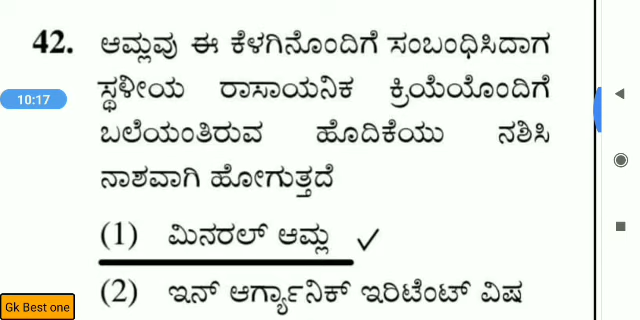 42. ಆಮ್ಲವು ಈ ಕೆಳಗಿನೊಂದಿಗೆ ಸಂಬಂಧಿಸಿದಾಗ
10:17
ಸ್ಥಳೀಯ ರಾಸಾಯನಿಕ ಕ್ರಿಯೆಯೊಂದಿಗೆ
ಬಲೆಯಂತಿರುವ ಹೊದಿಕೆಯು ನಶಿಸಿ
ನಾಶವಾಗಿ ಹೋಗುತ್ತದೆ
(1) ಮಿನರಲ್ ಆಮ್ಲ
(2) ಇನ್ ಆರ್ಗ್ಯಾನಿಕ್ ಇರಿಟೆಂಟ್ ವಿಷ
Gk Best one